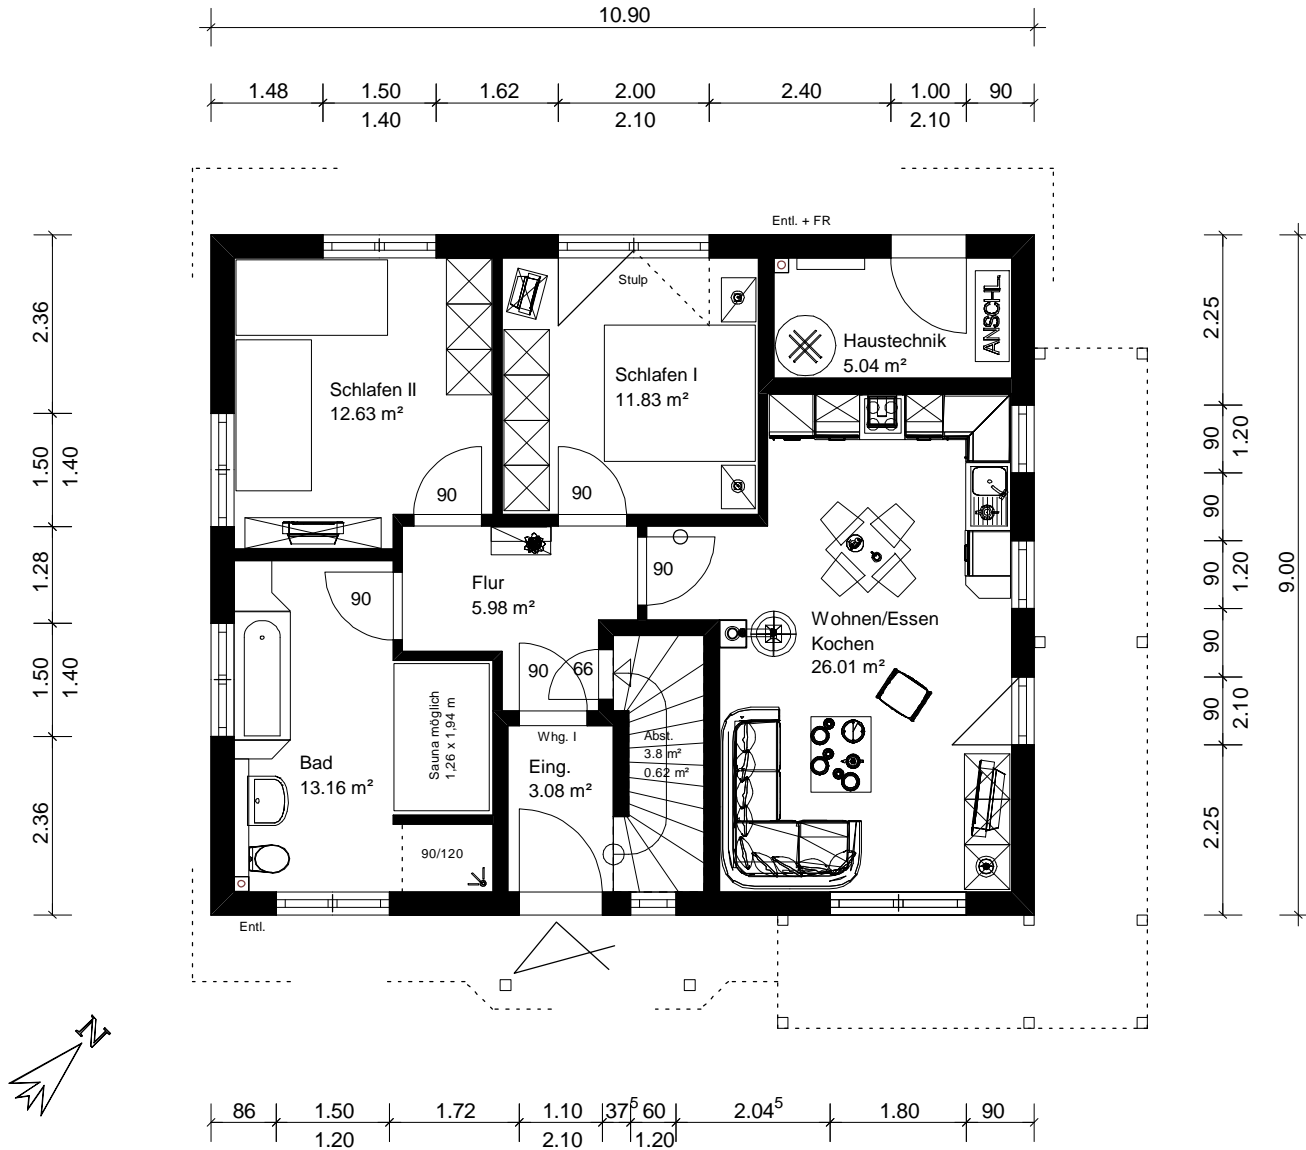 10.90
1.48 1.50 1.62 2.00 2.40 1.00 90
1.40 2.10 2.10
Entl. + FR
Stulp
ANSCHL.
Haustechnik
5.04 m²
Schlafen I
11.83 m²
Schlafen II
12.63 m²
90
90
90
90
Flur
5.98 m²
Wohnen/Essen
Kochen
26.01 m²
90
66
Sauna möglich
1,26 x 1,94 m
Whg. I
Abst.
3.8 m²
0.62 m²
Bad
13.16 m²
Eing.
3.08 m²
90/120
Entl.
2.36
1.50
1.40
1.28
1.50
1.40
2.36
2.25
90
1.20
90
90
1.20
90
90
2.10
2.25
9.00
N
86 1.50 1.72 1.10 37⁵ 60 2.04⁵ 1.80 90
1.20 2.10 1.20